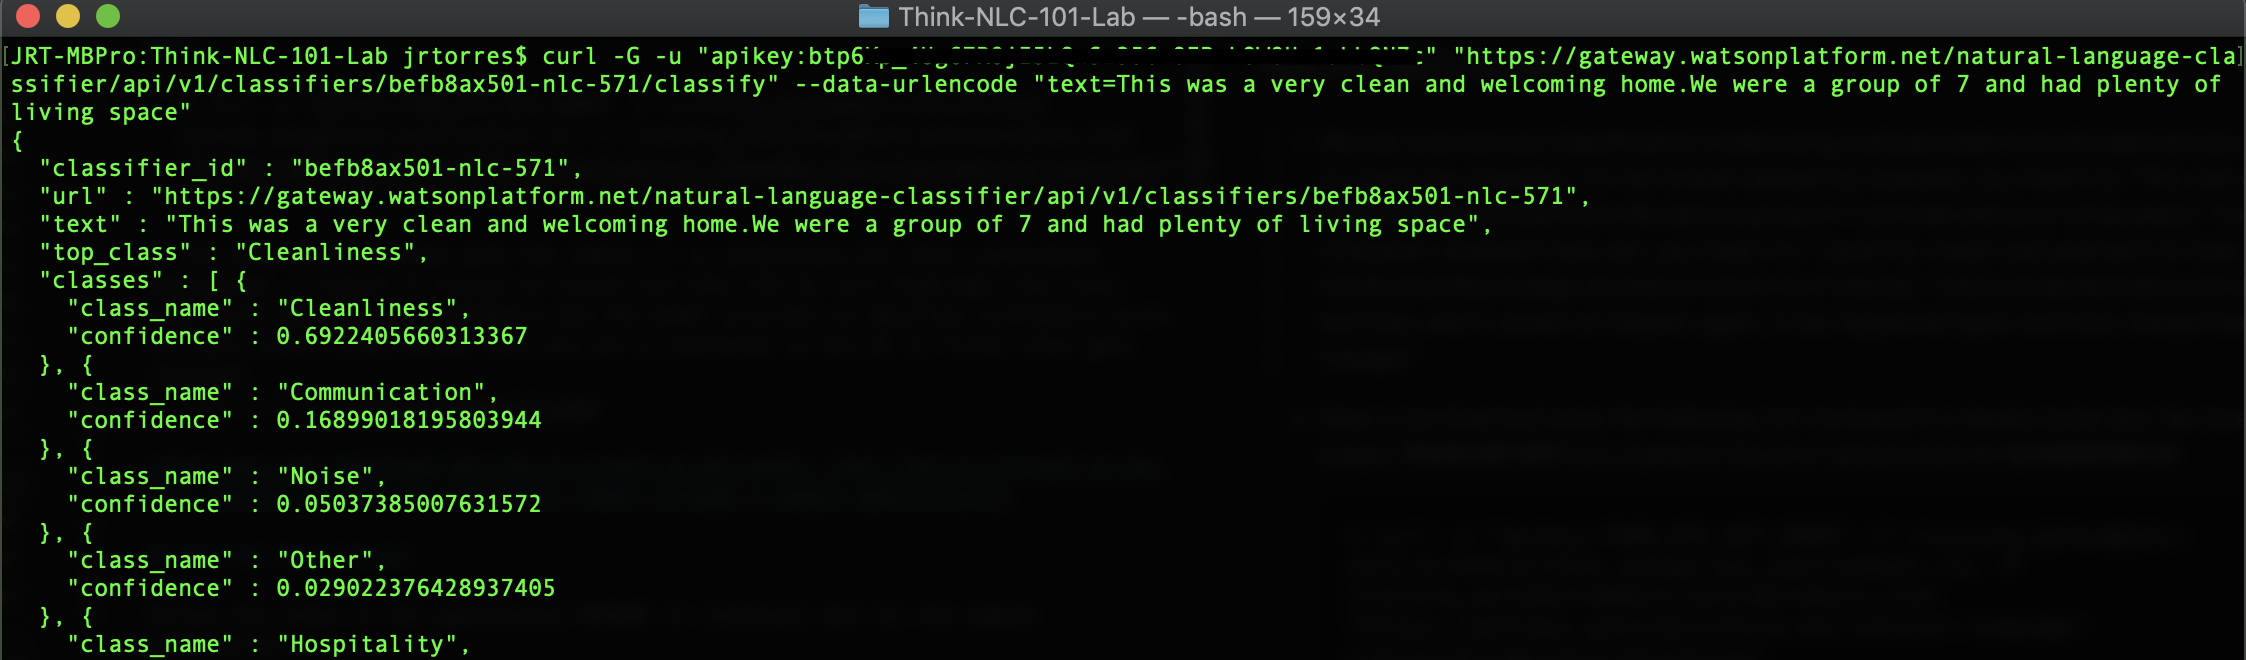 Think-NLC-101-Lab — -bash — 159×34
JRT-MBPro:Think-NLC-101-Lab jrtorres$ curl -G -u "apikey:btp6 " "https://gateway.watsonplatform.net/natural-language-cla
ssifier/api/v1/classifiers/befb8ax501-nlc-571/classify" --data-urlencode "text=This was a very clean and welcoming home.We were a group of 7 and had plenty of
living space"
{
"classifier_id" : "befb8ax501-nlc-571",
"url" : "https://gateway.watsonplatform.net/natural-language-classifier/api/v1/classifiers/befb8ax501-nlc-571",
"text" : "This was a very clean and welcoming home.We were a group of 7 and had plenty of living space",
"top_class" : "Cleanliness",
"classes" : [ {
"class_name" : "Cleanliness",
"confidence" : 0.6922405660313367
}, {
"class_name" : "Communication",
"confidence" : 0.16899018195803944
}, {
"class_name" : "Noise",
"confidence" : 0.05037385007631572
}, {
"class_name" : "Other",
"confidence" : 0.029022376428937405
}, {
"class_name" : "Hospitality",